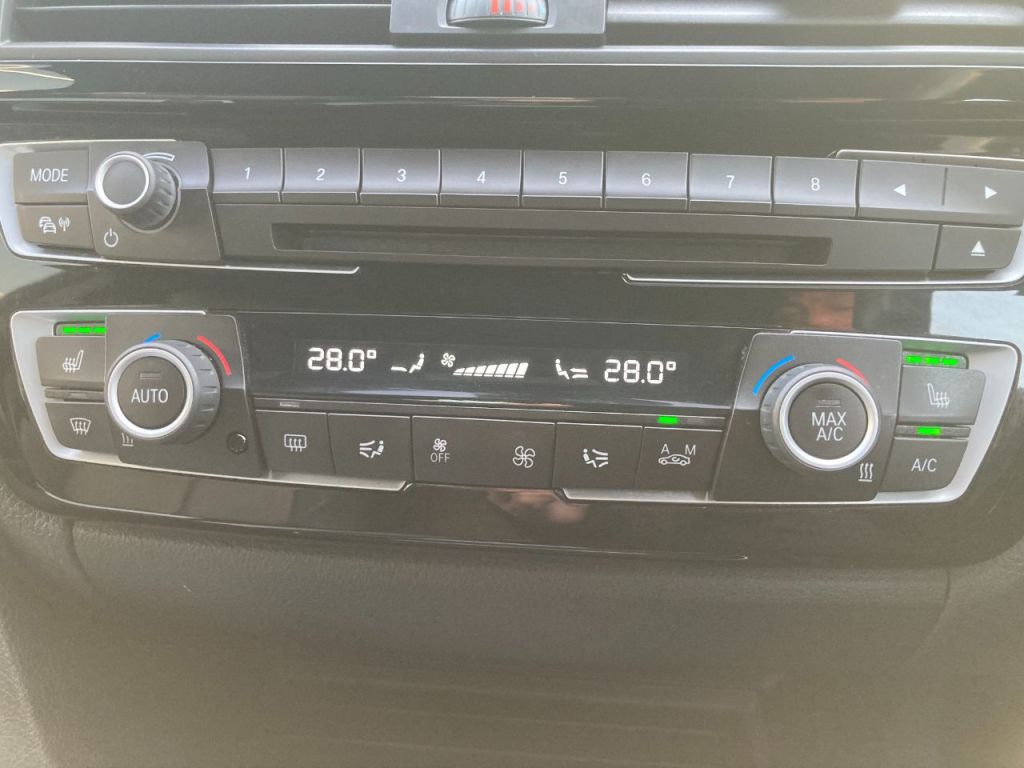 MODE 1 2 3 4 5 6 7 8
28.0° 28.0°
AUTO MAX A/C
OFF A M A/C